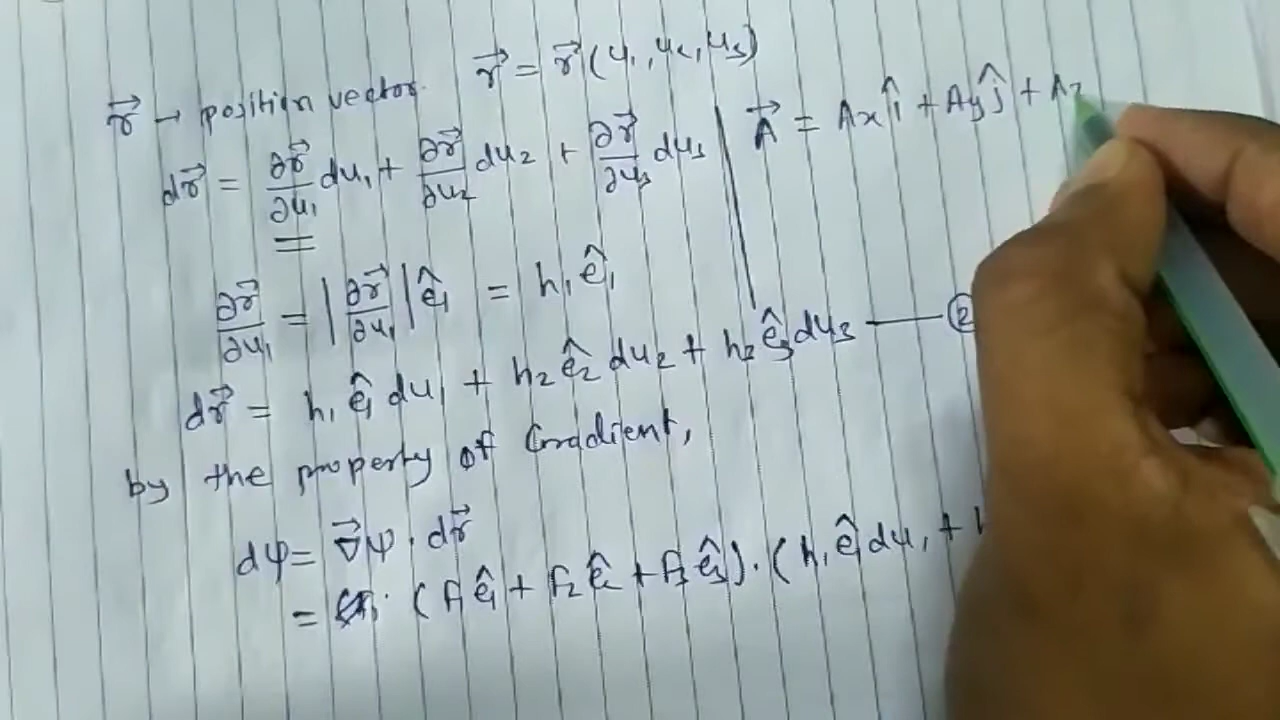 r⃗ → position vector. r⃗ = r⃗ (u₁, u₂, u₃)
dr⃗ = ∂r⃗/∂u₁ du₁ + ∂r⃗/∂u₂ du₂ + ∂r⃗/∂u₃ du₃
A⃗ = Ax î + Ay ĵ + Az
∂r⃗/∂u₁ = |∂r⃗/∂u₁| ê₁ = h₁ ê₁
dr⃗ = h₁ ê₁ du₁ + h₂ ê₂ du₂ + h₃ ê₃ du₃ — ②
by the property of Gradient,
dψ = ∇⃗ψ · dr⃗
= (f₁ ê₁ + f₂ ê₂ + f₃ ê₃) · (h₁ ê₁ du₁ +